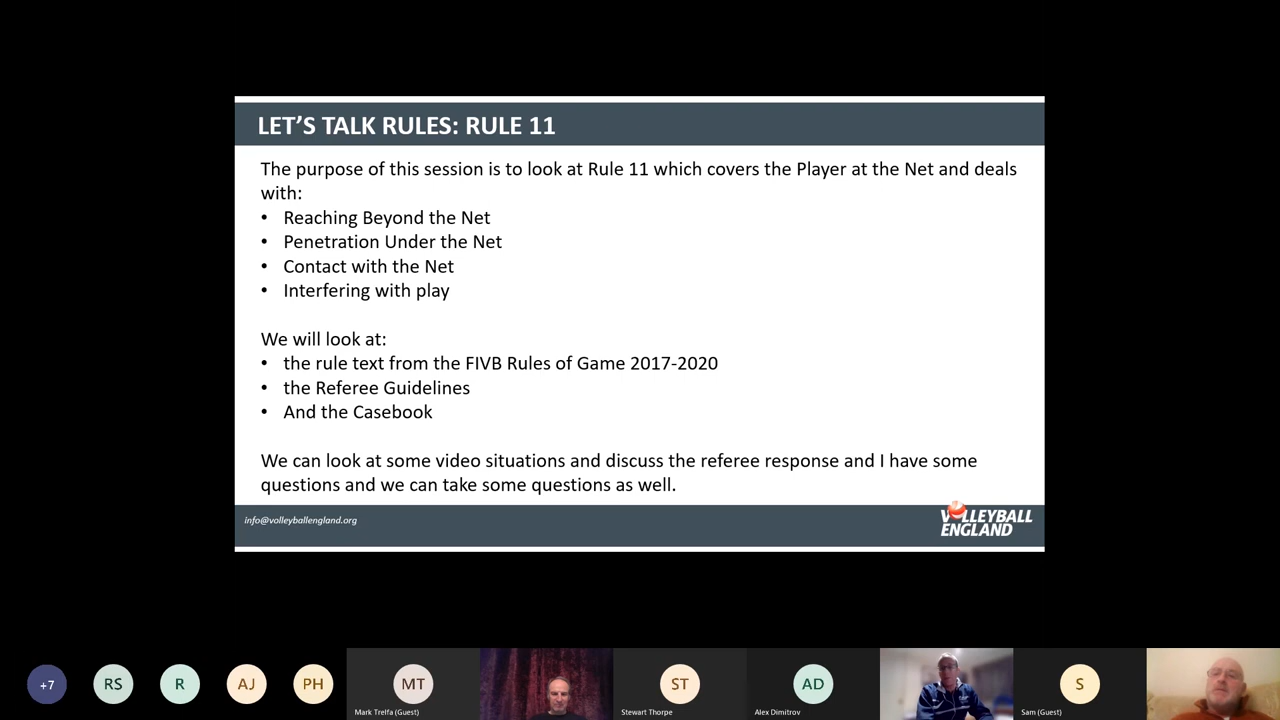 LET'S TALK RULES: RULE 11
The purpose of this session is to look at Rule 11 which covers the Player at the Net and deals
with:
• Reaching Beyond the Net
• Penetration Under the Net
• Contact with the Net
• Interfering with play
We will look at:
• the rule text from the FIVB Rules of Game 2017-2020
• the Referee Guidelines
• And the Casebook
We can look at some video situations and discuss the referee response and I have some
questions and we can take some questions as well.
info@volleyballengland.org
VOLLEYBALL
ENGLAND
+7
RS
R
AJ
PH
MT
ST
AD
S
Mark Trelfa (Guest)
Stewart Thorpe
Alex Dimitrov
Sam (Guest)